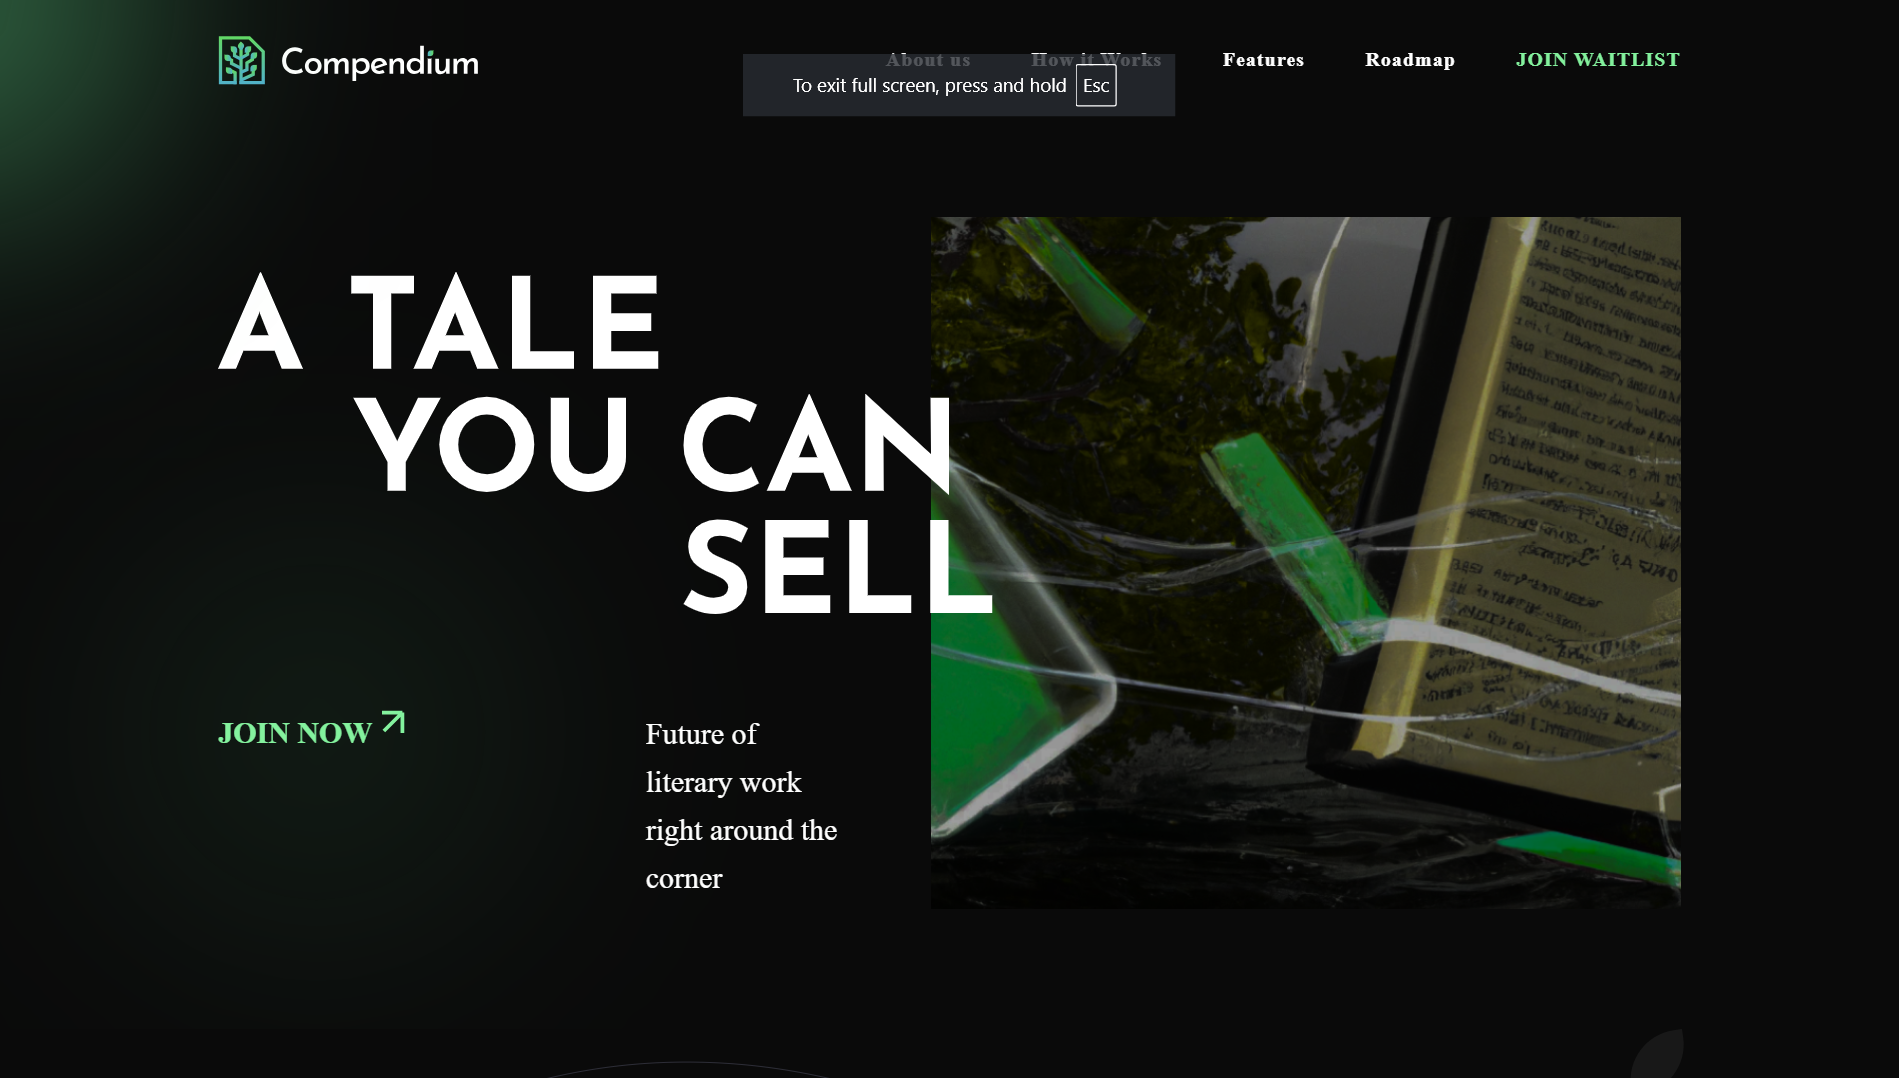 Compendium
About us
How it Works
Features
Roadmap
JOIN WAITLIST
To exit full screen, press and hold Esc
A TALE
YOU CAN
SELL
JOIN NOW
Future of
literary work
right around the
corner